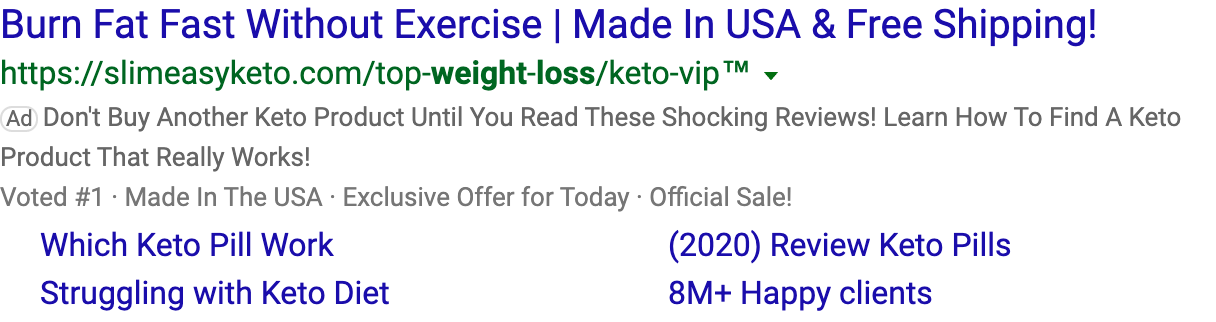 Burn Fat Fast Without Exercise | Made In USA & Free Shipping!
https://slimeasyketo.com/top-weight-loss/keto-vip™
Ad Don't Buy Another Keto Product Until You Read These Shocking Reviews! Learn How To Find A Keto
Product That Really Works!
Voted #1 · Made In The USA · Exclusive Offer for Today · Official Sale!
Which Keto Pill Work
(2020) Review Keto Pills
Struggling with Keto Diet
8M+ Happy clients